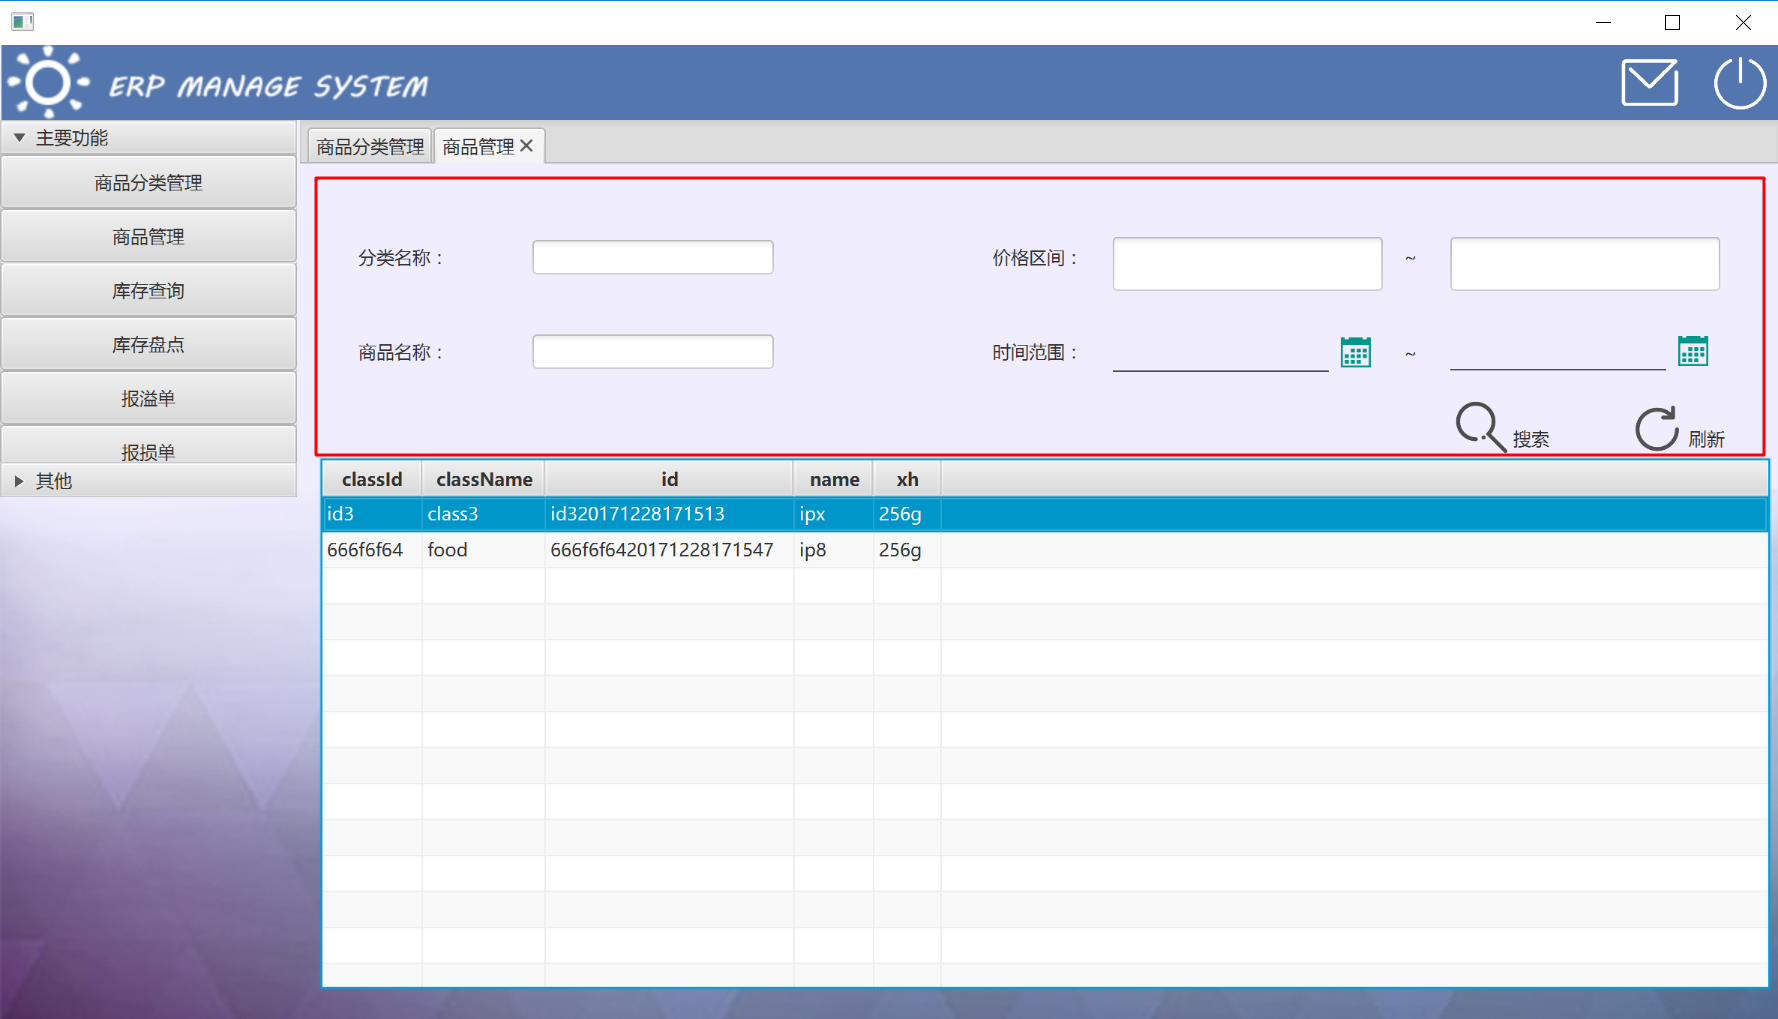 ERP MANAGE SYSTEM
主要功能
商品分类管理
商品管理
库存查询
库存盘点
报溢单
报损单
其他
商品分类管理 商品管理
分类名称： 价格区间： ~
商品名称： 时间范围： ~
搜索 刷新
classId className id name xh
id3 class3 id320171228171513 ipx 256g
666f6f64 food 666f6f6420171228171547 ip8 256g